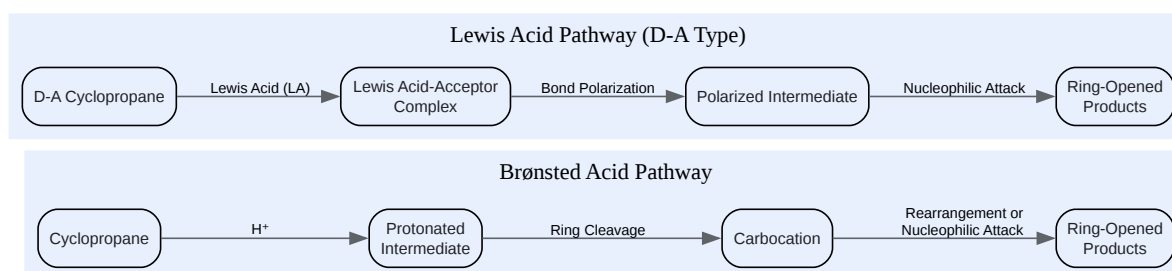 Lewis Acid Pathway (D-A Type)
D-A Cyclopropane
Lewis Acid (LA)
Lewis Acid-Acceptor
Complex
Bond Polarization
Polarized Intermediate
Nucleophilic Attack
Ring-Opened
Products
Brønsted Acid Pathway
Cyclopropane
H⁺
Protonated
Intermediate
Ring Cleavage
Carbocation
Rearrangement or
Nucleophilic Attack
Ring-Opened
Products